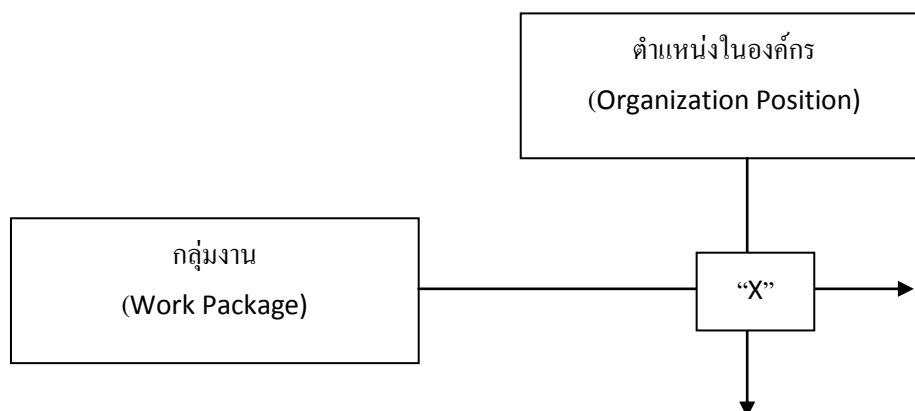 ตำแหน่งในองค์กร
(Organization Position)
กลุ่มงาน
(Work Package)
“X”